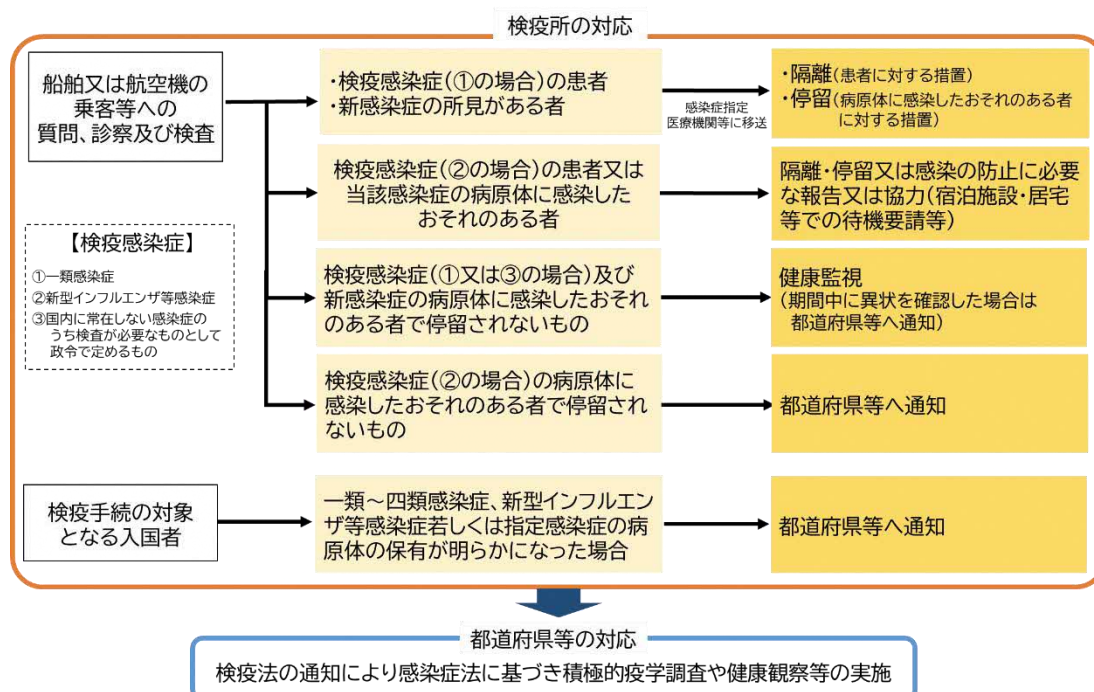 検疫所の対応
船舶又は航空機の
乗客等への
質問、診察及び検査
・検疫感染症(①の場合)の患者
・新感染症の所見がある者
感染症指定
医療機関等に移送
・隔離(患者に対する措置)
・停留(病原体に感染したおそれのある者
に対する措置)
検疫感染症(②の場合)の患者又は
当該感染症の病原体に感染した
おそれのある者
隔離・停留又は感染の防止に必要
な報告又は協力(宿泊施設・居宅
等での待機要請等)
【検疫感染症】
①一類感染症
②新型インフルエンザ等感染症
③国内に常在しない感染症の
うち検査が必要なものとして
政令で定めるもの
検疫感染症(①又は③の場合)及び
新感染症の病原体に感染したおそれ
のある者で停留されないもの
健康監視
(期間中に異状を確認した場合は
都道府県等へ通知)
検疫感染症(②の場合)の病原体に
感染したおそれのある者で停留され
ないもの
都道府県等へ通知
検疫手続の対象
となる入国者
一類~四類感染症、新型インフルエン
ザ等感染症若しくは指定感染症の病
原体の保有が明らかになった場合
都道府県等へ通知
都道府県等の対応
検疫法の通知により感染症法に基づき積極的疫学調査や健康観察等の実施